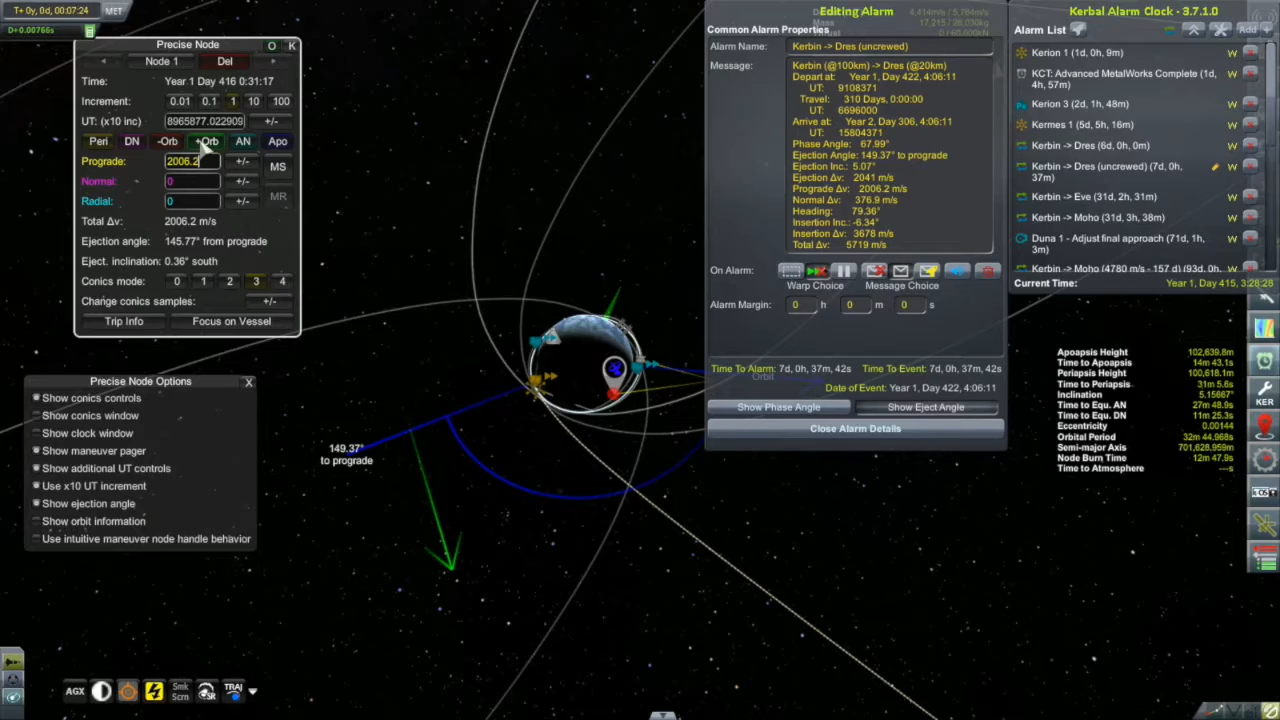 T+ 0y, 0d, 00:07:24
MET
D+0.00766s
Precise Node
O
K
Node 1
Del
Time:
Year 1 Day 416 0:31:17
Increment:
0.01
0.1
1
10
100
UT: (x10 inc)
8965877.022909
+/-
Peri
DN
-Orb
+Orb
AN
Apo
Prograde:
2006.2
+/-
MS
Normal:
0
+/-
Radial:
0
+/-
MR
Total Δv:
2006.2 m/s
Ejection angle:
145.77° from prograde
Eject. inclination:
0.36° south
Conics mode:
0
1
2
3
4
Change conics samples:
+/-
Trip Info
Focus on Vessel
Precise Node Options
X
Show conics controls
Show conics window
Show clock window
Show maneuver pager
Show additional UT controls
Use x10 UT increment
Show ejection angle
Show orbit information
Use intuitive maneuver node handle behavior
149.37°
to prograde
AGX
Smk
Scrn
SR
TRAJ
Editing Alarm
Common Alarm Properties
Alarm Name:
Kerbin -> Dres (uncrewed)
Message:
Kerbin (@100km) -> Dres (@20km)
Depart at: Year 1, Day 422, 4:06:11
UT: 9108371
Travel: 310 Days, 0:00:00
UT: 6696000
Arrive at: Year 2, Day 306, 4:06:11
UT: 15804371
Phase Angle: 67.99°
Ejection Angle: 149.37° to prograde
Ejection Inc.: 5.07°
Ejection Δv: 2041 m/s
Prograde Δv: 2006.2 m/s
Normal Δv: 376.9 m/s
Heading: 79.36°
Insertion Inc.: -6.34°
Insertion Δv: 3678 m/s
Total Δv: 5719 m/s
On Alarm:
Warp Choice
Message Choice
Alarm Margin:
0
h
0
m
0
s
Time To Alarm: 7d, 0h, 37m, 42s
Time To Event: 7d, 0h, 37m, 42s
Orbit
Date of Event: Year 1, Day 422, 4:06:11
Show Phase Angle
Show Eject Angle
Close Alarm Details
Kerbal Alarm Clock - 3.7.1.0
Alarm List
Add
+
Kerion 1 (1d, 0h, 9m)
W
KCT: Advanced MetalWorks Complete (1d,
4h, 57m)
W
Kerion 3 (2d, 1h, 48m)
W
Kermes 1 (5d, 5h, 16m)
W
Kerbin -> Dres (6d, 0h, 0m)
W
Kerbin -> Dres (uncrewed) (7d, 0h,
37m)
W
Kerbin -> Eve (31d, 2h, 31m)
W
Kerbin -> Moho (31d, 3h, 38m)
W
Duna 1 - Adjust final approach (71d, 1h,
3m)
W
Kerbin -> Moho (4780 m/s - 157 d) (93d, 0h,
W
Current Time:
Year 1, Day 415, 3:28:28
Apoapsis Height 102,639.8m
Time to Apoapsis 14m 43.1s
Periapsis Height 100,618.1m
Time to Periapsis 31m 5.6s
Inclination 5.15667°
Time to Equ. AN 27m 48.9s
Time to Equ. DN 11m 25.3s
Eccentricity 0.00144
Orbital Period 32m 44.968s
Semi-major Axis 701,628.959m
Node Burn Time 12m 47.9s
Time to Atmosphere ---s
KER
kOS